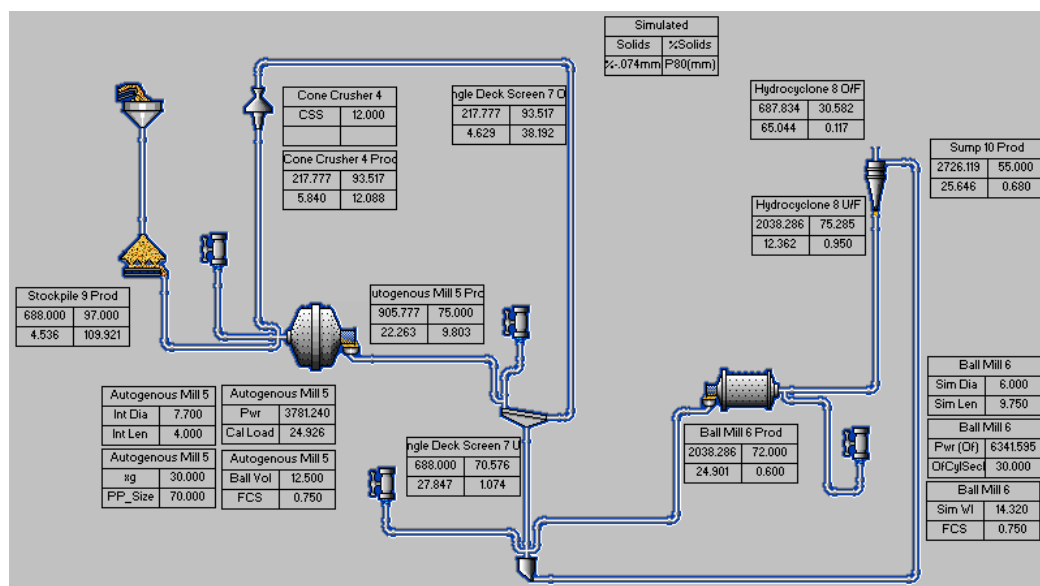 Simulated
Solids %Solids
%-.074mm P80(mm)
Cone Crusher 4
CSS 12.000
ngle Deck Screen 7 O
217.777 93.517
4.629 38.192
Hydrocyclone 8 O/F
687.834 30.582
65.044 0.117
Sump 10 Prod
2726.119 55.000
25.646 0.680
Cone Crusher 4 Prod
217.777 93.517
5.840 12.088
Hydrocyclone 8 U/F
2038.286 75.285
12.362 0.950
Stockpile 9 Prod
688.000 97.000
4.536 109.921
utogenous Mill 5 Pro
905.777 75.000
22.263 9.803
Autogenous Mill 5
Int Dia 7.700
Int Len 4.000
Autogenous Mill 5
Pwr 3781.240
Cal Load 24.926
Autogenous Mill 5
xg 30.000
PP_Size 70.000
Autogenous Mill 5
Ball Vol 12.500
FCS 0.750
ngle Deck Screen 7 U
688.000 70.576
27.847 1.074
Ball Mill 6 Prod
2038.286 72.000
24.901 0.600
Ball Mill 6
Sim Dia 6.000
Sim Len 9.750
Ball Mill 6
Pwr (Of) 6341.595
OfCylSecl 30.000
Ball Mill 6
Sim WI 14.320
FCS 0.750